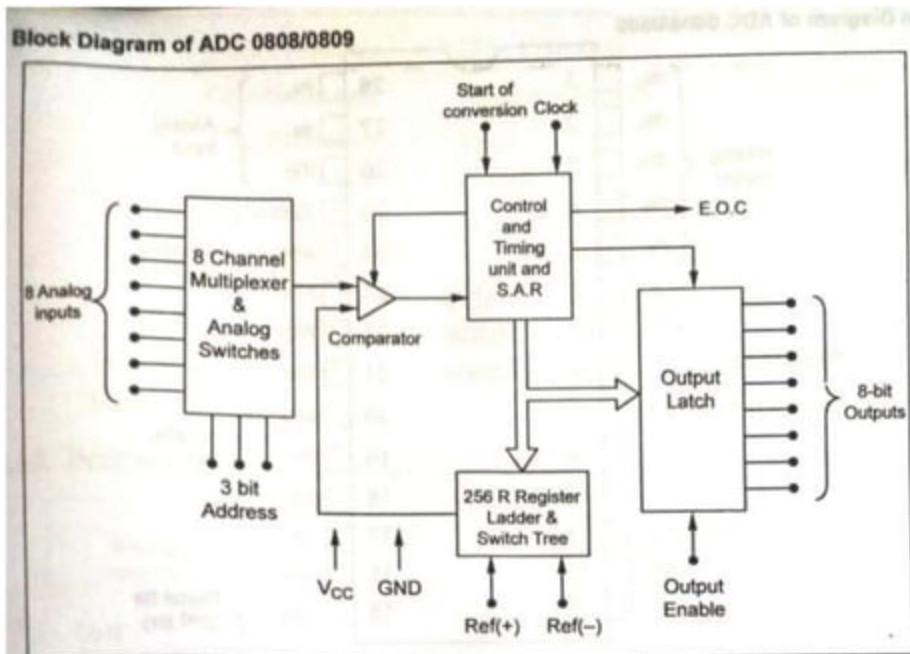 Block Diagram of ADC 0808/0809
Start of
conversion
Clock
8 Analog
inputs
8 Channel
Multiplexer
&
Analog
Switches
3 bit
Address
Comparator
Control
and
Timing
unit and
S.A.R
E.O.C
Output
Latch
8-bit
Outputs
256 R Register
Ladder &
Switch Tree
VCC
GND
Ref(+)
Ref(–)
Output
Enable